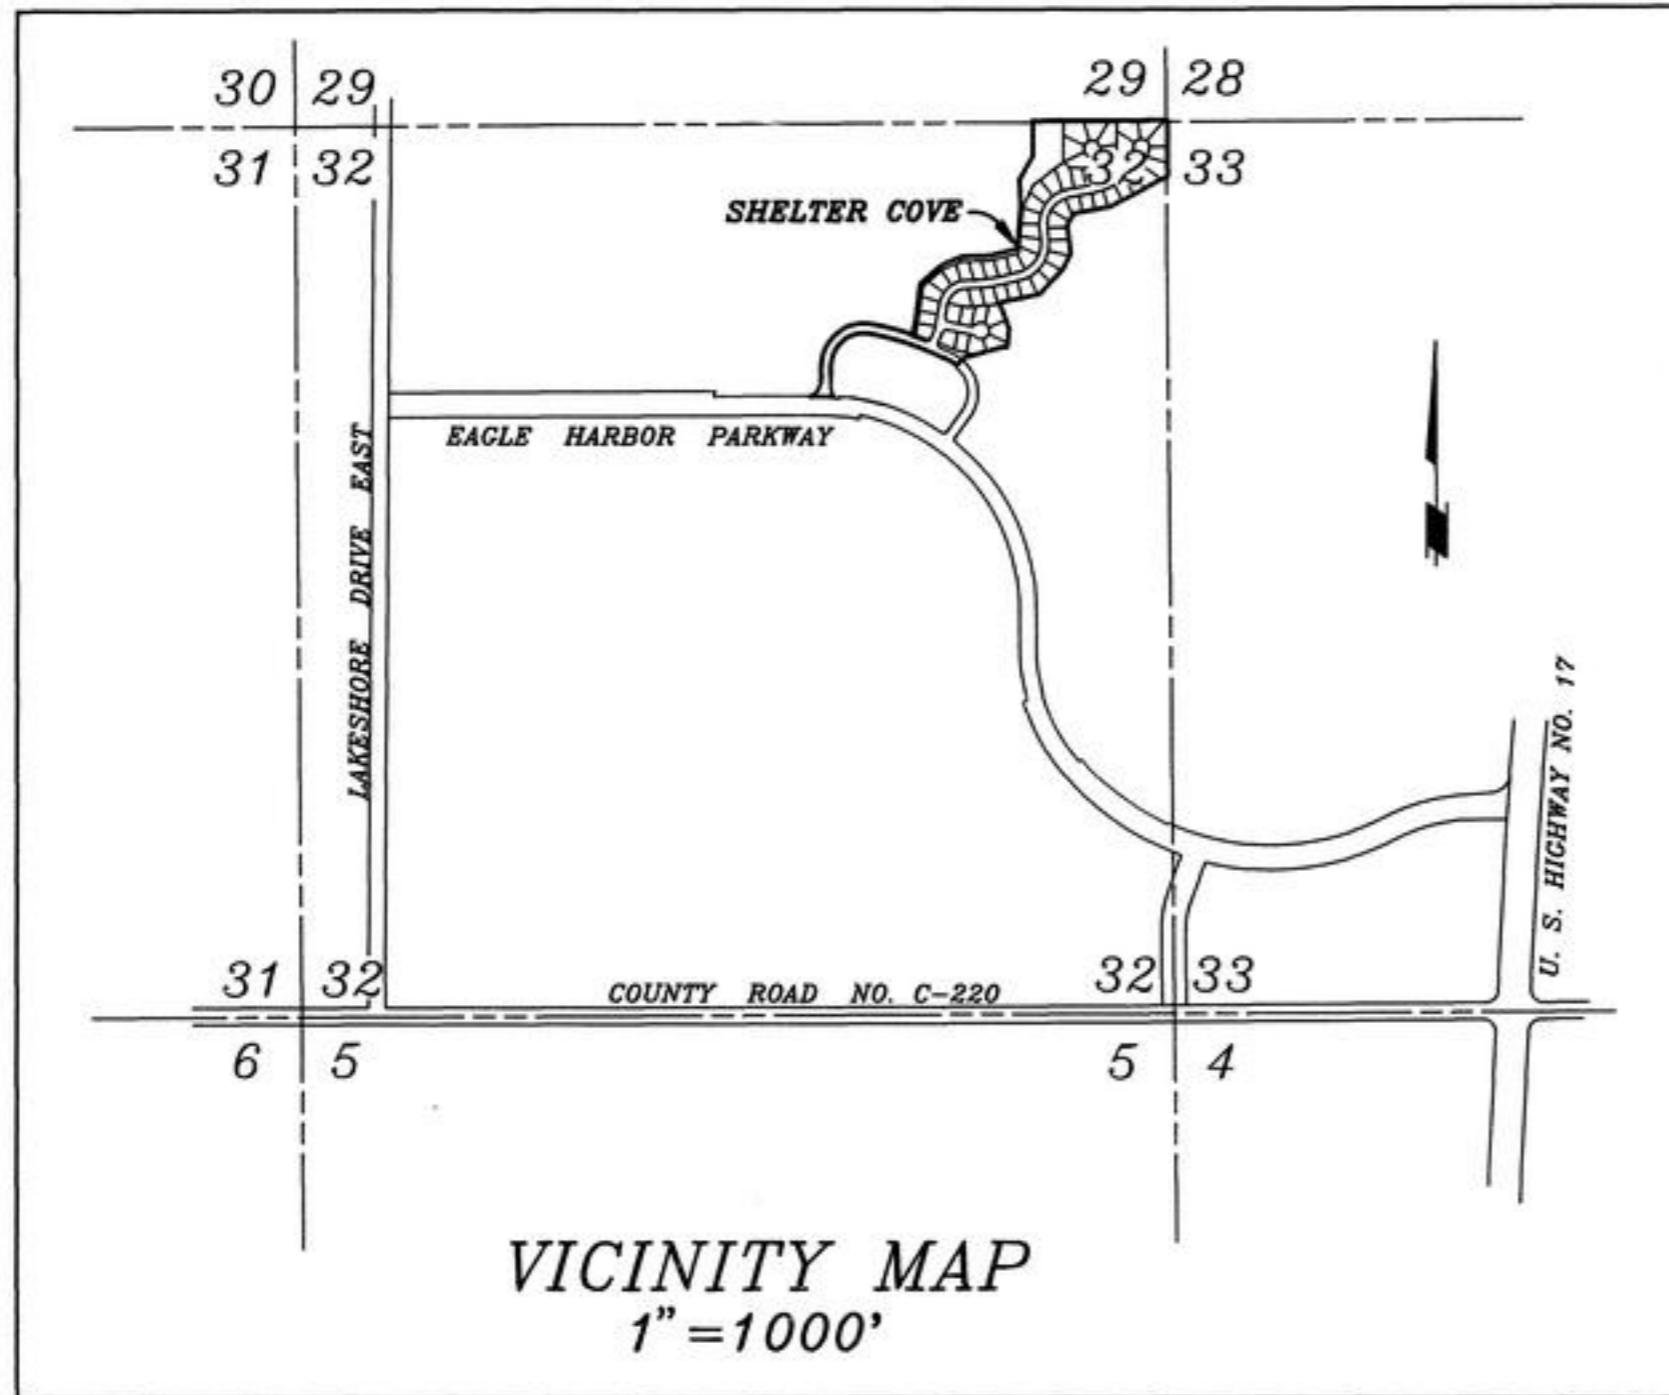 30 29
29 28
31 32
32 33
SHELTER COVE
EAGLE HARBOR PARKWAY
LAKESHORE DRIVE EAST
U. S. HIGHWAY NO. 17
31 32
COUNTY ROAD NO. C-220
32 33
6 5
5 4
VICINITY MAP
1"=1000'